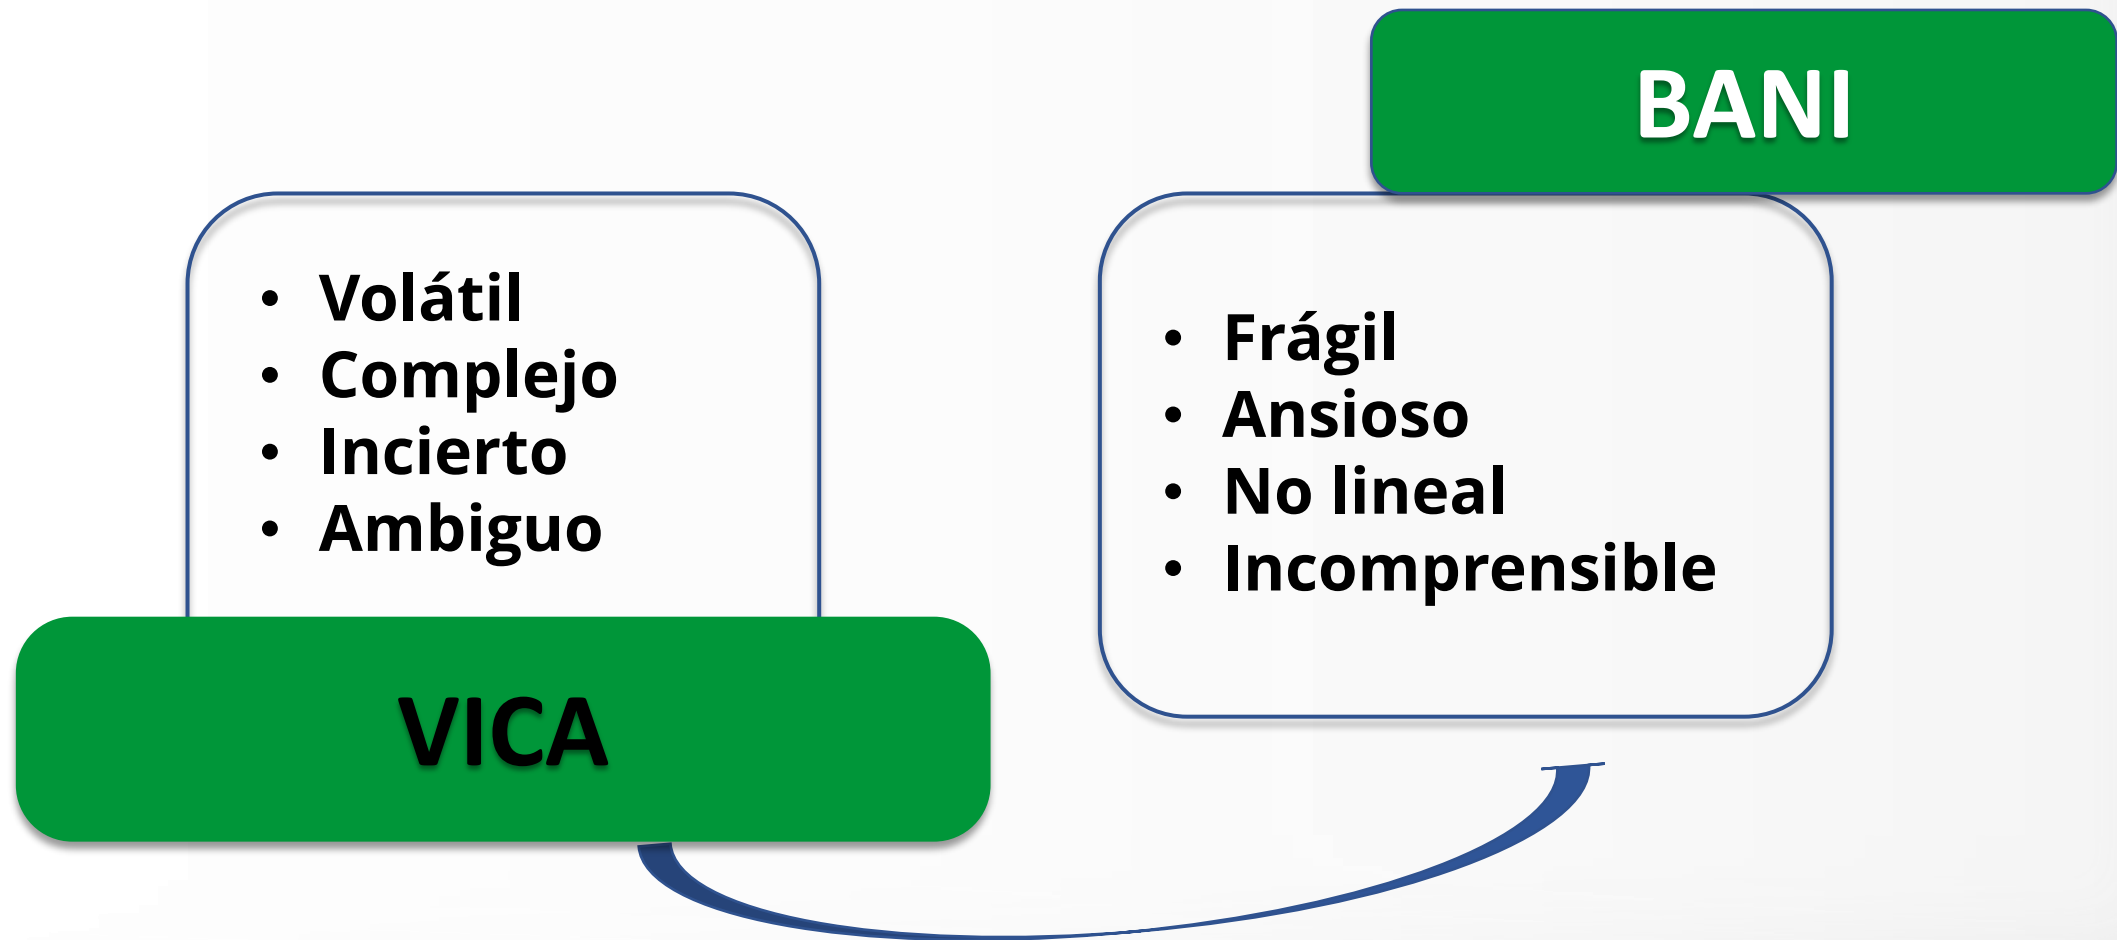 BANI
• Volátil
• Complejo
• Incierto
• Ambiguo
VICA
• Frágil
• Ansioso
• No lineal
• Incomprensible